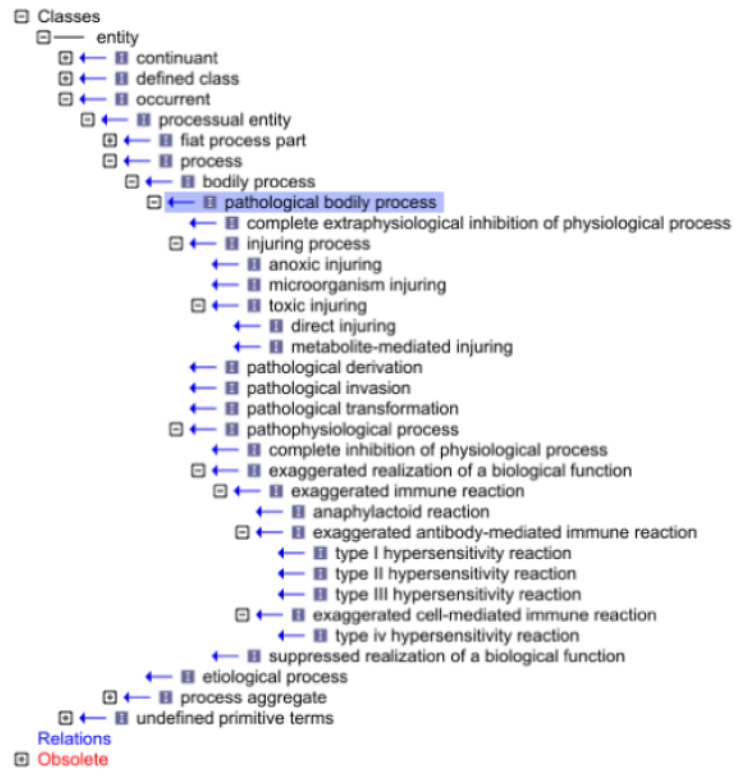 Classes
entity
continuant
defined class
occurrent
processual entity
fiat process part
process
bodily process
pathological bodily process
complete extraphysiological inhibition of physiological process
injuring process
anoxic injuring
microorganism injuring
toxic injuring
direct injuring
metabolite-mediated injuring
pathological derivation
pathological invasion
pathological transformation
pathophysiological process
complete inhibition of physiological process
exaggerated realization of a biological function
exaggerated immune reaction
anaphylactoid reaction
exaggerated antibody-mediated immune reaction
type I hypersensitivity reaction
type II hypersensitivity reaction
type III hypersensitivity reaction
exaggerated cell-mediated immune reaction
type iv hypersensitivity reaction
suppressed realization of a biological function
etiological process
process aggregate
undefined primitive terms
Relations
Obsolete